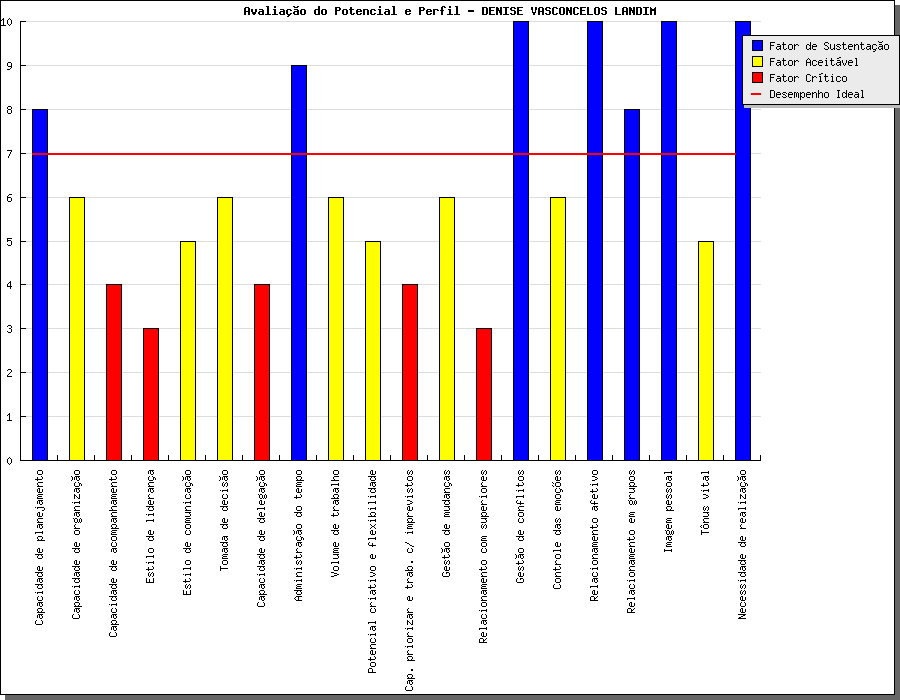 Avaliação do Potencial e Perfil - DENISE VASCONCELOS LANDIM
Fator de Sustentação
Fator Aceitável
Fator Crítico
Desempenho Ideal
10
9
8
7
6
5
4
3
2
1
0
Capacidade de planejamento
Capacidade de organização
Capacidade de acompanhamento
Estilo de liderança
Estilo de comunicação
Tomada de decisão
Capacidade de delegação
Administração do tempo
Volume de trabalho
Potencial criativo e flexibilidade
Cap. priorizar e trab. c/ imprevistos
Gestão de mudanças
Relacionamento com superiores
Gestão de conflitos
Controle das emoções
Relacionamento afetivo
Relacionamento em grupos
Imagem pessoal
Tônus vital
Necessidade de realização